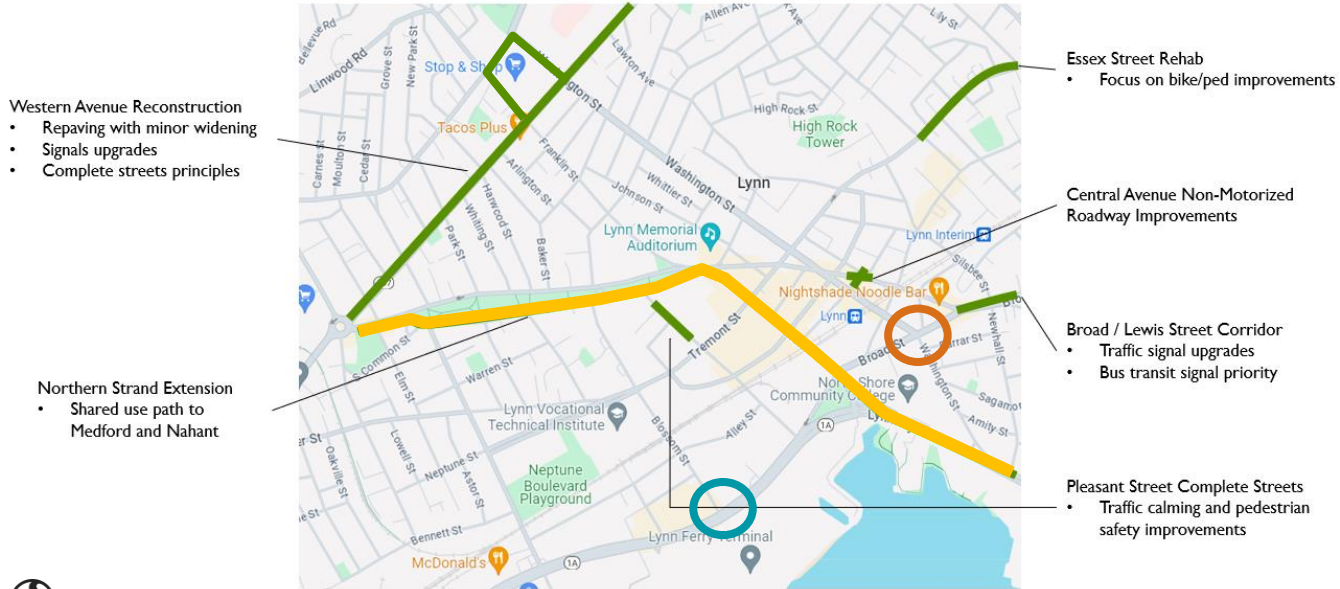 Western Avenue Reconstruction
• Repaving with minor widening
• Signals upgrades
• Complete streets principles
Northern Strand Extension
• Shared use path to
Medford and Nahant
Bellevue Rd
Linwood Rd
Grove St
New Park St
Stop & Shop
Lawton Ave
Allen Ave
Lily St
Tacos Plus
High Rock St
High Rock
Tower
Carnes St
Moulton St
Cedar St
Franklin St
Arlington St
Washington St
Whittier St
Johnson St
Lynn
Harwood St
Whiting St
Park St
Baker St
Lynn Memorial
Auditorium
Lynn Interim
Silsbee St
Nightshade Noodle Bar
Lynn
Newhall St
S Common St
Tremont St
Broad St
Washington St
Elm St
Warren St
North Shore
Community College
Sagamor
Amity St
Lynn Vocational
Technical Institute
Alley St
Blossom St
1A
Lowell St
Oakville St
Neptune St
Astor St
Neptune
Boulevard
Playground
Bennett St
Lynn Ferry Terminal
McDonald's
1A
Essex Street Rehab
• Focus on bike/ped improvements
Central Avenue Non-Motorized
Roadway Improvements
Broad / Lewis Street Corridor
• Traffic signal upgrades
• Bus transit signal priority
Pleasant Street Complete Streets
• Traffic calming and pedestrian
safety improvements